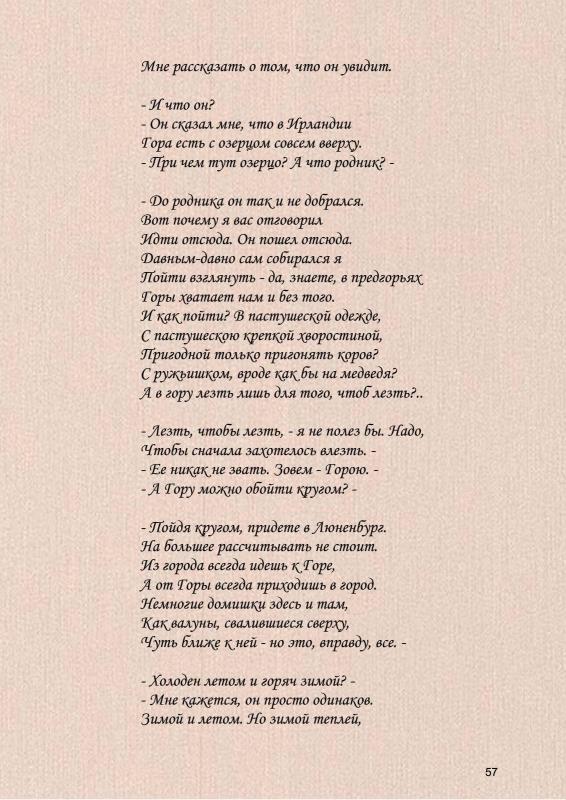 Мне рассказать о том, что он увидит.
- И что он?
- Он сказал мне, что в Ирландии
Гора есть с озерцом совсем вверху.
- При чем тут озерцо? А что родник? -
- До родника он так и не добрался.
Вот почему я вас отговорил
Идти отсюда. Он пошел отсюда.
Давным-давно сам собирался я
Пойти взглянуть - да, знаете, в предгорьях
Горы хватает нам и без того.
И как пойти? В пастушеской одежде,
С пастушескою крепкой хворостиной,
Пригодной только пригонять коров?
С ружьишком, вроде как бы на медведя?
А в гору лезть лишь для того, чтоб лезть?..
- Лезть, чтобы лезть, - я не полез бы. Надо,
Чтобы сначала захотелось влезть. -
- Ее никак не звать. Зовем - Горою. -
- А Гору можно обойти кругом? -
- Пойдя кругом, придете в Люненбург.
На большее рассчитывать не стоит.
Из города всегда идешь к Горе,
А от Горы всегда приходишь в город.
Немногие домишки здесь и там,
Как валуны, свалившиеся сверху,
Чуть ближе к ней - но это, вправду, все. -
- Холоден летом и горяч зимой? -
- Мне кажется, он просто одинаков.
Зимой и летом. Но зимой теплей,
57